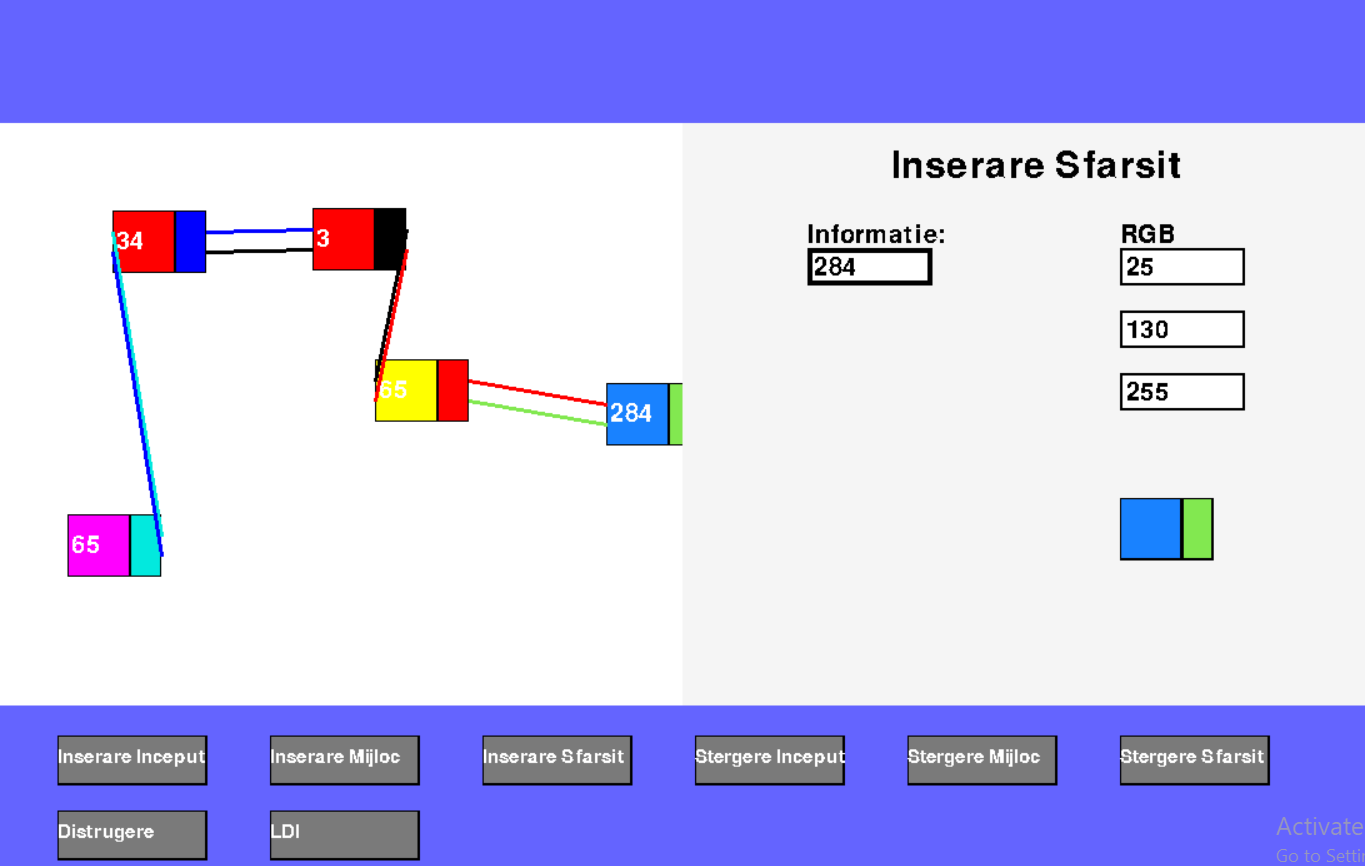 Inserare Sfarsit
Informatie:
284
RGB
25
130
255
34
3
65
284
65
Inserare Inceput
Inserare Mijloc
Inserare Sfarsit
Stergere Inceput
Stergere Mijloc
Stergere Sfarsit
Distrugere
LDI
Activate
Go to Setti